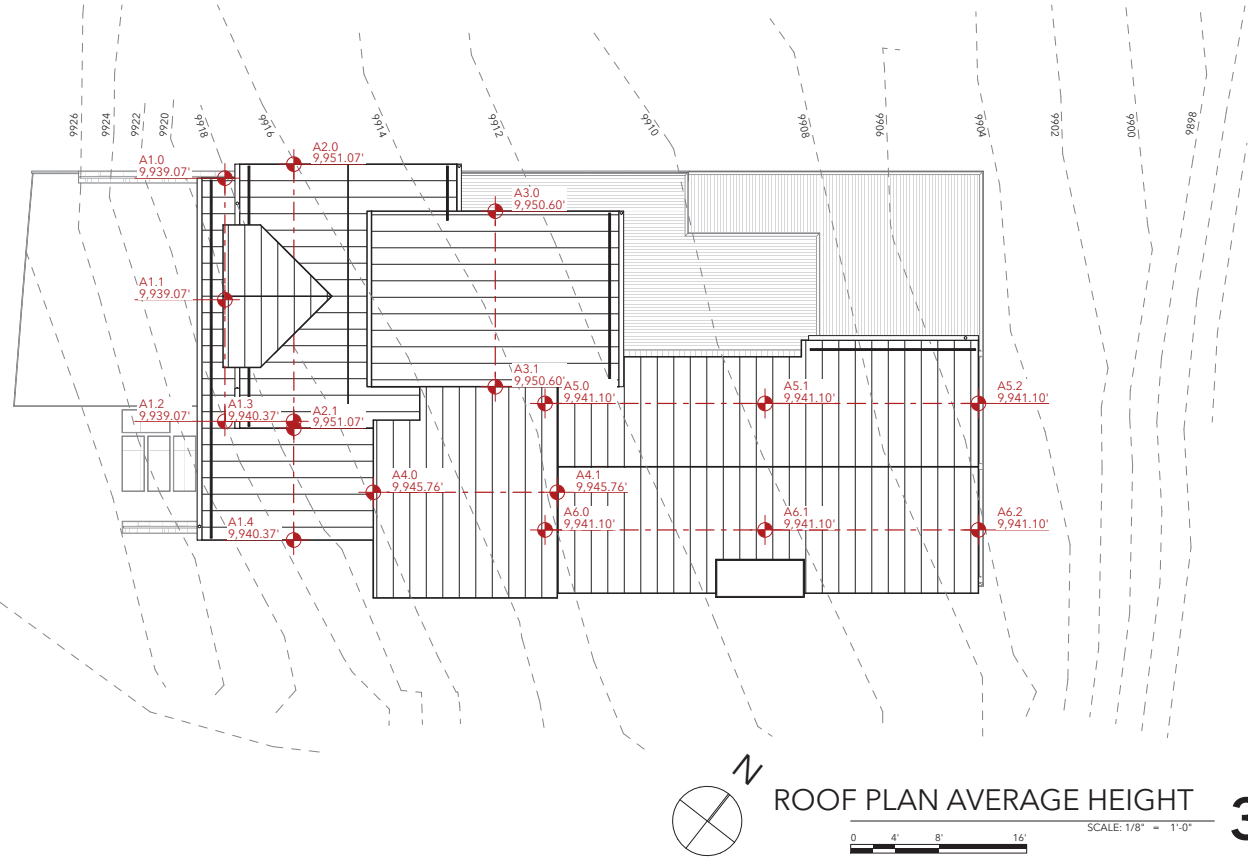 9926
9924
9922
9920
9918
9916
9914
9912
9910
9908
9906
9904
9902
9900
9898
A1.0
9,939.07'
A2.0
9,951.07'
A3.0
9,950.60'
A1.1
9,939.07'
A3.1
9,950.60'
A5.0
9,941.10'
A5.1
9,941.10'
A5.2
9,941.10'
A1.2
9,939.07'
A1.3
9,940.37'
A2.1
9,951.07'
A4.0
9,945.76'
A4.1
9,945.76'
A6.0
9,941.10'
A6.1
9,941.10'
A6.2
9,941.10'
A1.4
9,940.37'
N
ROOF PLAN AVERAGE HEIGHT
SCALE: 1/8" = 1'-0"
0 4' 8' 16'
3